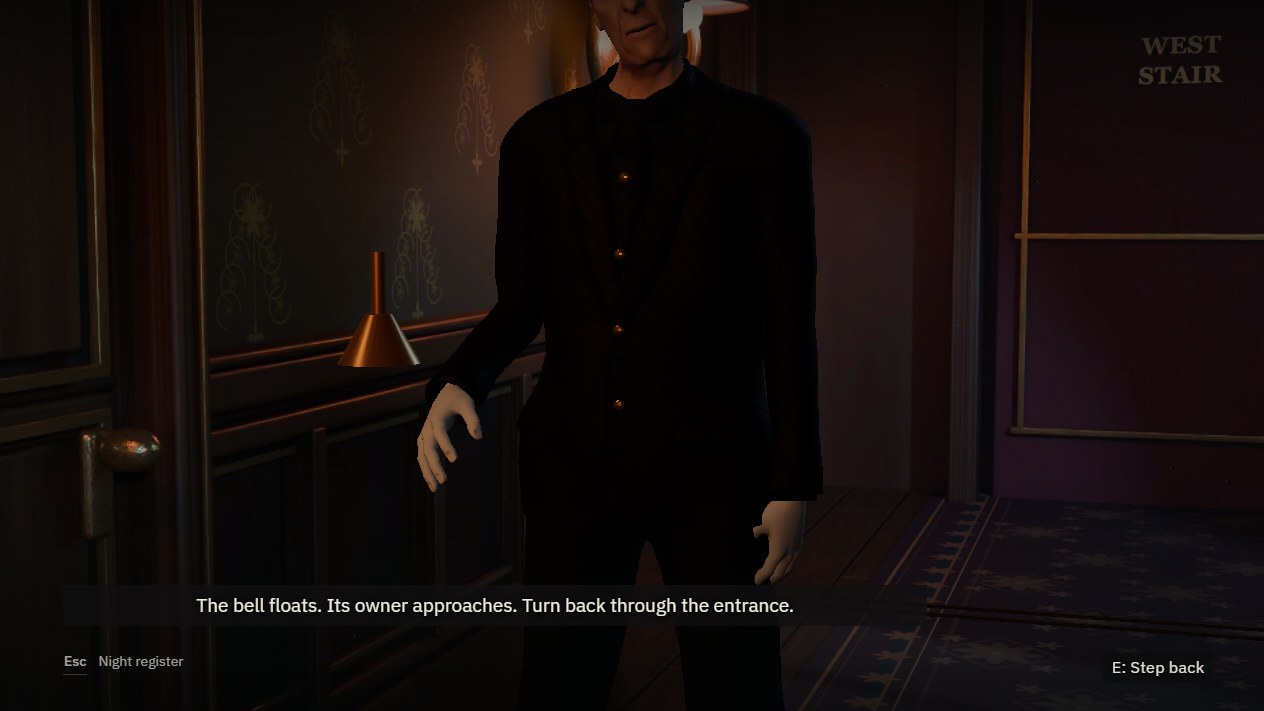 WEST
STAIR
The bell floats. Its owner approaches. Turn back through the entrance.
Esc Night register
E: Step back